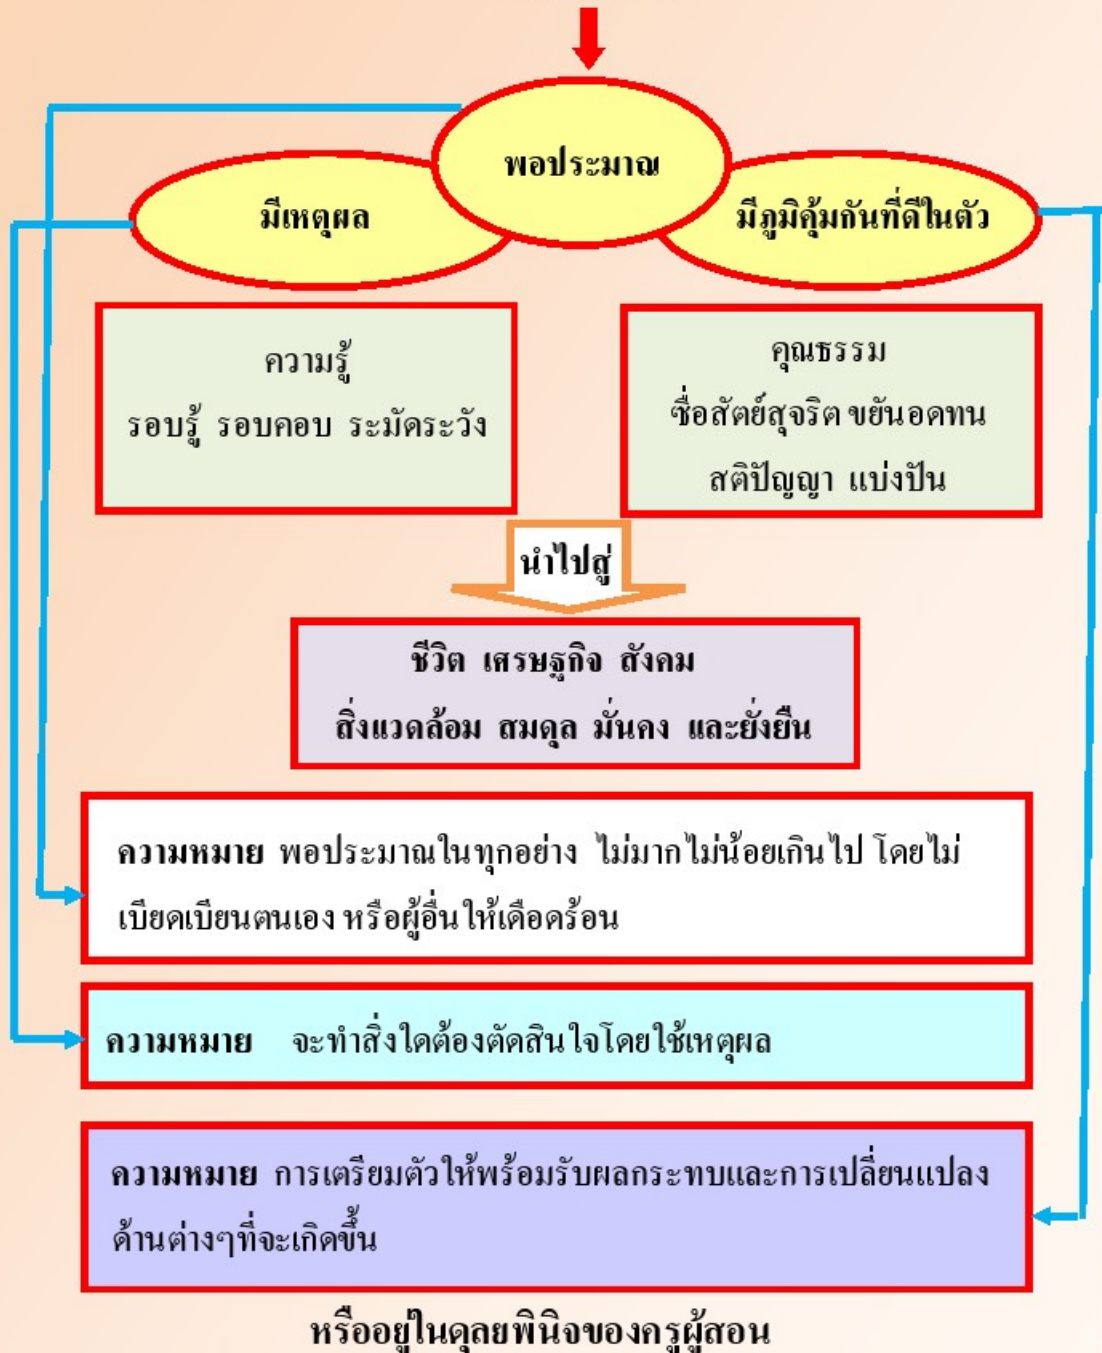 พอประมาณ
มีเหตุผล
มีภูมิคุ้มกันที่ดีในตัว
ความรู้
รอบรู้ รอบคอบ ระมัดระวัง
คุณธรรม
ซื่อสัตย์สุจริต ขยันอดทน
สติปัญญา แบ่งปัน
นำไปสู่
ชีวิต เศรษฐกิจ สังคม
สิ่งแวดล้อม สมดุล มั่นคง และยั่งยืน
ความหมาย พอประมาณในทุกอย่าง ไม่มากไม่น้อยเกินไป โดยไม่
เบียดเบียนตนเอง หรือผู้อื่นให้เดือดร้อน
ความหมาย จะทำสิ่งใดต้องตัดสินใจโดยใช้เหตุผล
ความหมาย การเตรียมตัวให้พร้อมรับผลกระทบและการเปลี่ยนแปลง
ด้านต่างๆที่จะเกิดขึ้น
หรืออยู่ในดุลยพินิจของครูผู้สอน